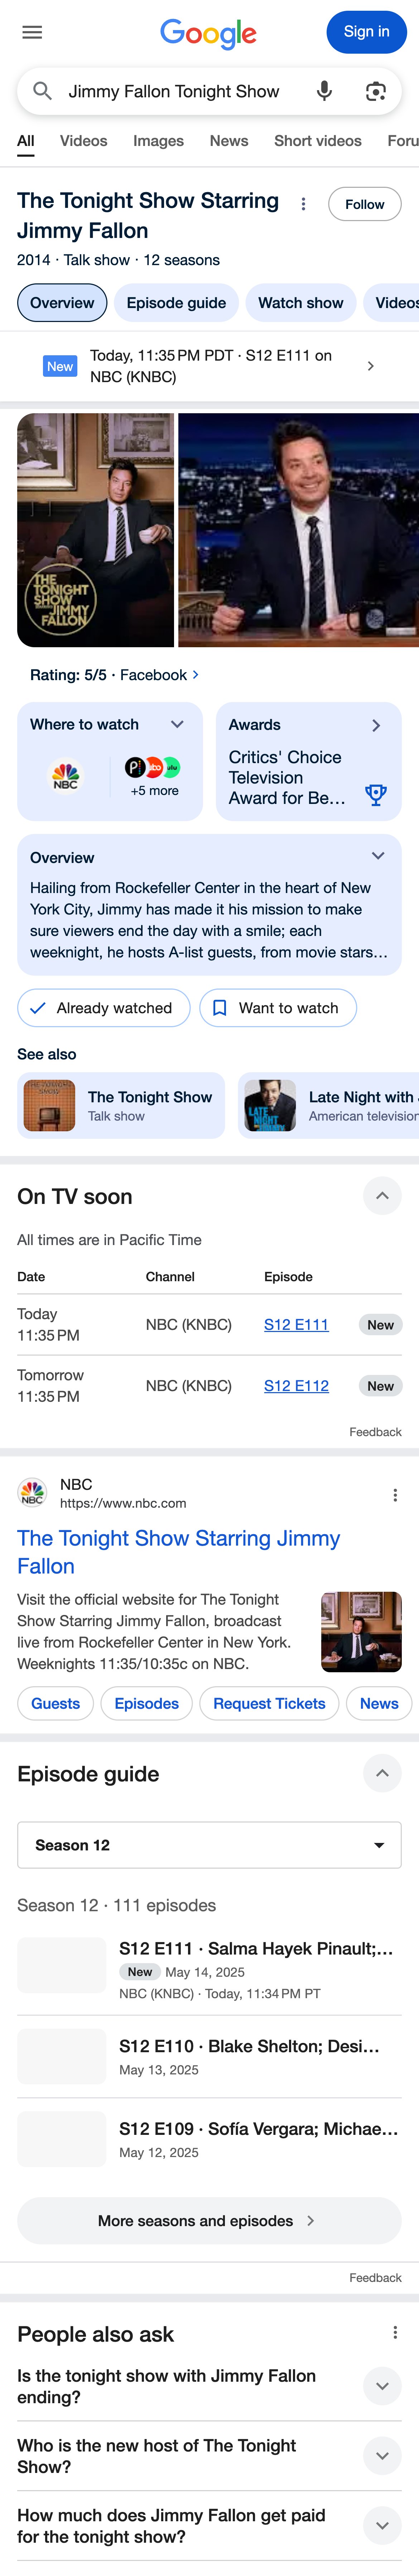 Google
Sign in
Jimmy Fallon Tonight Show
All Videos Images News Short videos Foru
The Tonight Show Starring
Jimmy Fallon
Follow
2014 · Talk show · 12 seasons
Overview Episode guide Watch show Videos
New
Today, 11:35 PM PDT · S12 E111 on
NBC (KNBC)
THE
TONIGHT
SHOW
JIMMY
FALLON
Rating: 5/5 · Facebook
Where to watch
NBC
+5 more
Awards
Critics' Choice
Television
Award for Be...
Overview
Hailing from Rockefeller Center in the heart of New
York City, Jimmy has made it his mission to make
sure viewers end the day with a smile; each
weeknight, he hosts A-list guests, from movie stars...
Already watched
Want to watch
See also
The Tonight Show
Talk show
LATE
NIGHT
Late Night with
American television
On TV soon
All times are in Pacific Time
Date Channel Episode
Today
11:35 PM
NBC (KNBC) S12 E111 New
Tomorrow
11:35 PM
NBC (KNBC) S12 E112 New
Feedback
NBC
NBC
https://www.nbc.com
The Tonight Show Starring Jimmy
Fallon
Visit the official website for The Tonight
Show Starring Jimmy Fallon, broadcast
live from Rockefeller Center in New York.
Weeknights 11:35/10:35c on NBC.
Guests Episodes Request Tickets News
Episode guide
Season 12
Season 12 · 111 episodes
S12 E111 · Salma Hayek Pinault;...
New May 14, 2025
NBC (KNBC) · Today, 11:34 PM PT
S12 E110 · Blake Shelton; Desi...
May 13, 2025
S12 E109 · Sofía Vergara; Michae...
May 12, 2025
More seasons and episodes
Feedback
People also ask
Is the tonight show with Jimmy Fallon
ending?
Who is the new host of The Tonight
Show?
How much does Jimmy Fallon get paid
for the tonight show?